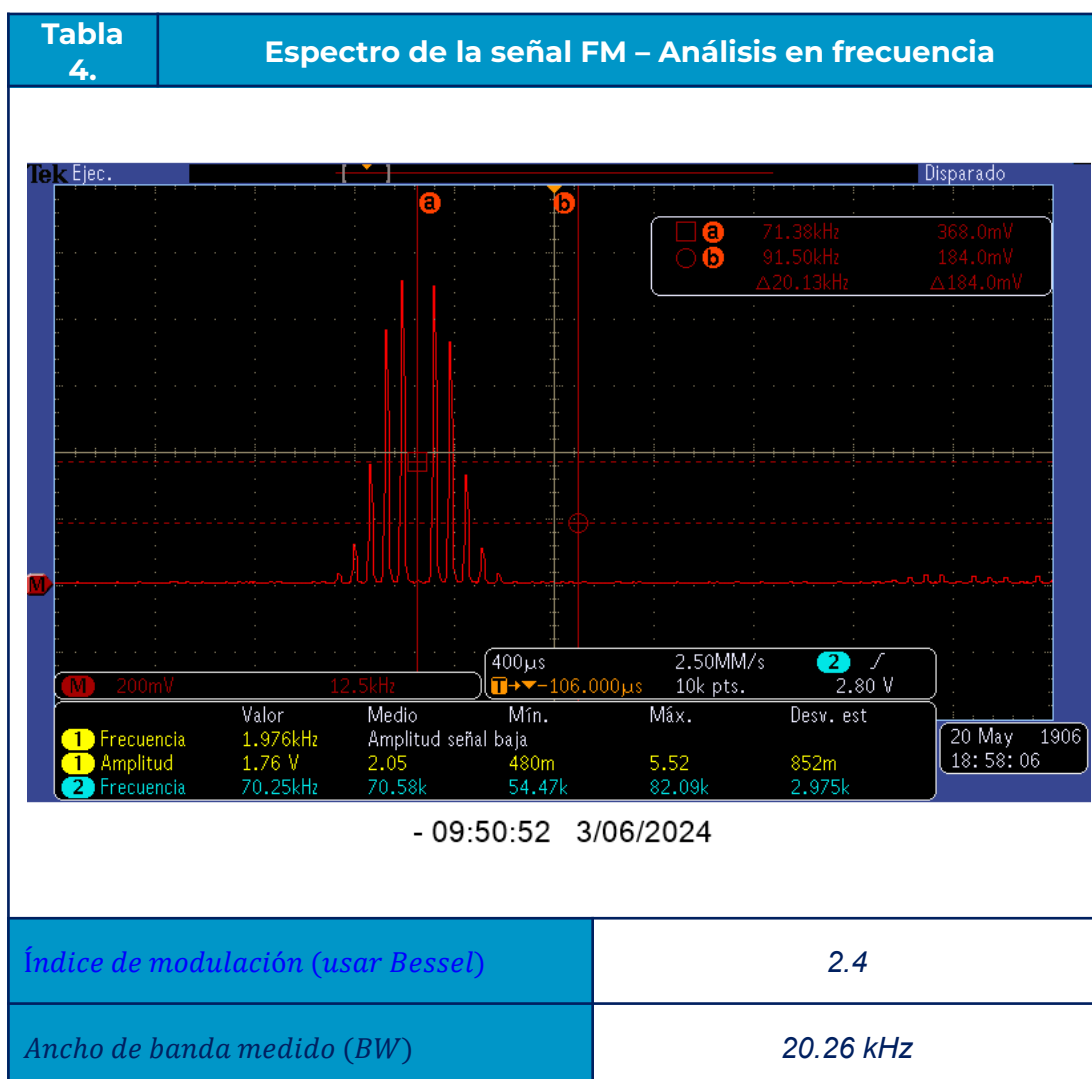 Tabla 4.
Espectro de la señal FM – Análisis en frecuencia
Tek Ejec.
[ ]
Disparado
a
b
a 71.38kHz 368.0mV
b 91.50kHz 184.0mV
△20.13kHz △184.0mV
M
M 200mV 12.5kHz
400µs 2.50MM/s 2 ∫
T→▼-106.000µs 10k pts. 2.80 V
Valor Medio Mín. Máx. Desv. est
1 Frecuencia 1.976kHz Amplitud señal baja
1 Amplitud 1.76 V 2.05 480m 5.52 852m
2 Frecuencia 70.25kHz 70.58k 54.47k 82.09k 2.975k
20 May 1906
18:58:06
- 09:50:52 3/06/2024
Índice de modulación (usar Bessel)
2.4
Ancho de banda medido (BW)
20.26 kHz